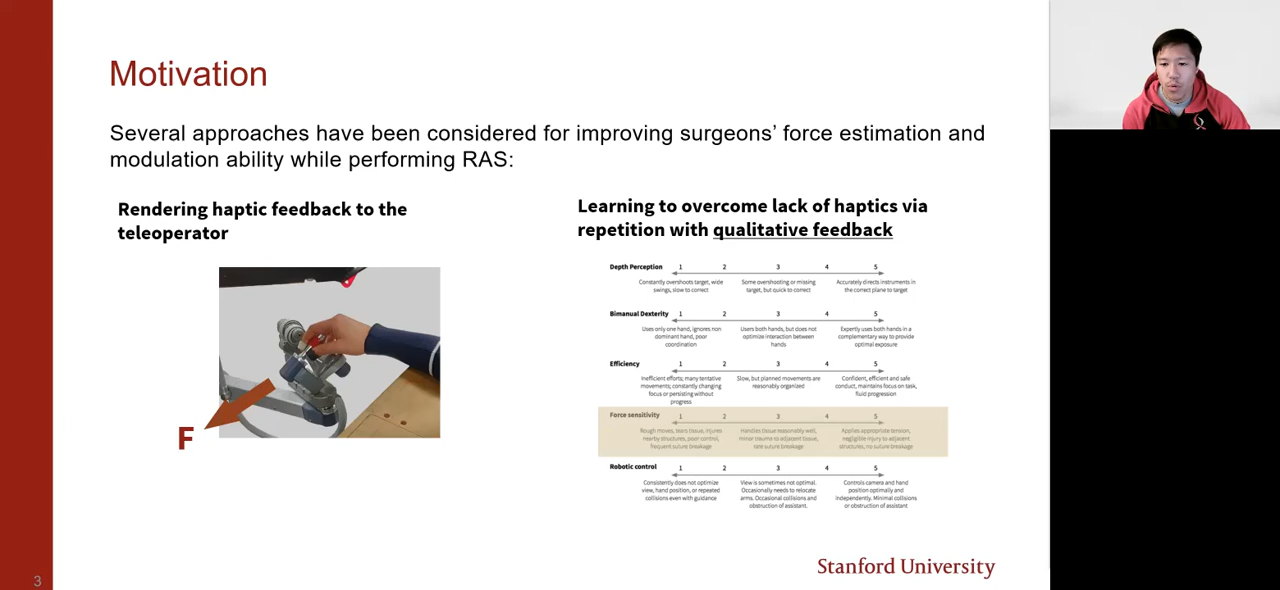 Motivation
Several approaches have been considered for improving surgeons' force estimation and
modulation ability while performing RAS:
Rendering haptic feedback to the
teleoperator
F
Learning to overcome lack of haptics via
repetition with qualitative feedback
Depth Perception 1 2 3 4 5
Constantly overshoots target, wide
swings, slow to correct
Some overshooting or missing
target, but quick to correct
Accurately directs instruments in
the correct plane to target
Bimanual Dexterity 1 2 3 4 5
Uses only one hand, ignores non
dominant hand, poor
coordination
Users both hands, but does not
optimize interaction between
hands
Expertly uses both hands in a
complementary way to provide
optimal exposure
Efficiency 1 2 3 4 5
Inefficient efforts; many tentative
movements; constantly changing
focus or persisting without
progress
Slow, but planned movements are
reasonably organized
Confident, efficient and safe
conduct, maintains focus on task,
fluid progression
Force sensitivity 1 2 3 4 5
Rough moves, tears tissue, injures
nearby structures, poor control,
frequent suture breakage
Handles tissue reasonably well,
minor trauma to adjacent tissue,
rate suture breakage
Applies appropriate tension,
negligible injury to adjacent
structures, no suture breakage
Robotic control 1 2 3 4 5
Consistently does not optimize
view, hand position, or repeated
collisions even with guidance
View is sometimes not optimal.
Occasionally needs to relocate
arms. Occasional collisions and
obstruction of assistant.
Controls camera and hand
position optimally and
independently. Minimal collisions
or obstruction of assistant
Stanford University
3